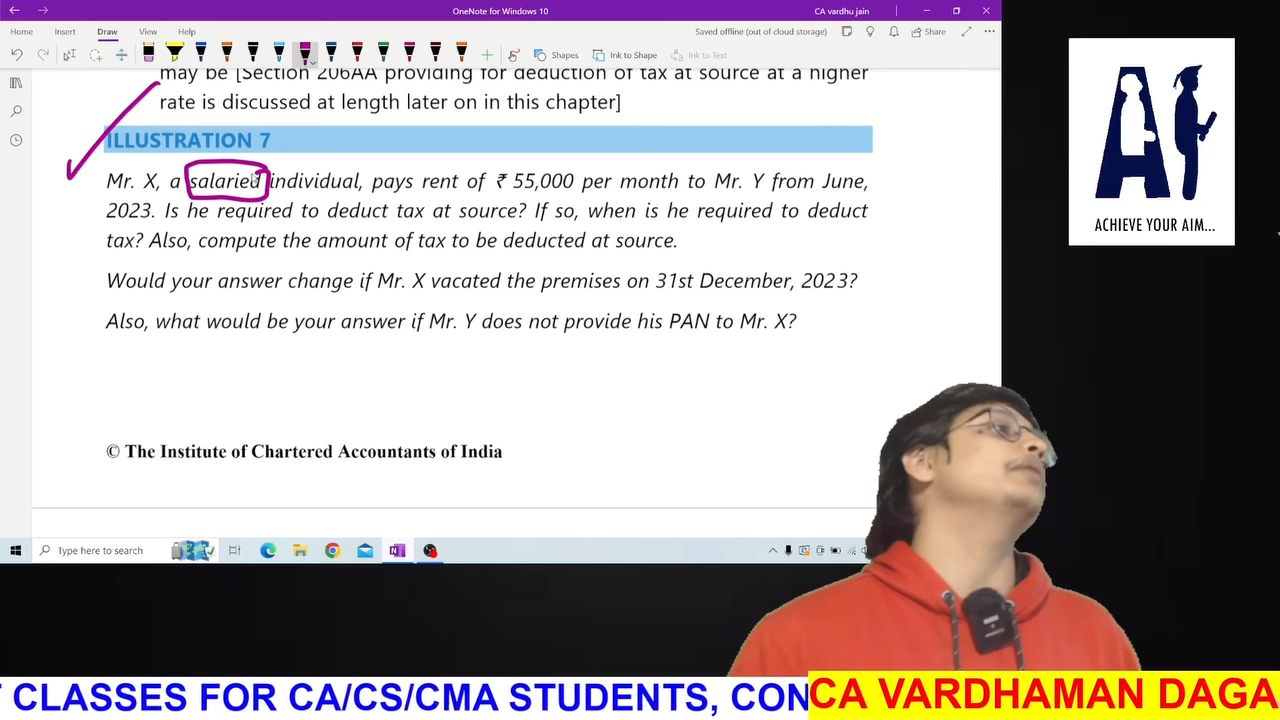 OneNote for Windows 10
CA vardhu jain
Home Insert Draw View Help
Saved offline (out of cloud storage)
Share
Shapes
Ink to Shape
Ink to Text
may be [Section 206AA providing for deduction of tax at source at a higher
rate is discussed at length later on in this chapter]
ILLUSTRATION 7
Mr. X, a salaried individual, pays rent of ₹ 55,000 per month to Mr. Y from June,
2023. Is he required to deduct tax at source? If so, when is he required to deduct
tax? Also, compute the amount of tax to be deducted at source.
Would your answer change if Mr. X vacated the premises on 31st December, 2023?
Also, what would be your answer if Mr. Y does not provide his PAN to Mr. X?
© The Institute of Chartered Accountants of India
Type here to search
ACHIEVE YOUR AIM...
CLASSES FOR CA/CS/CMA STUDENTS, CON
CA VARDHAMAN DAGA